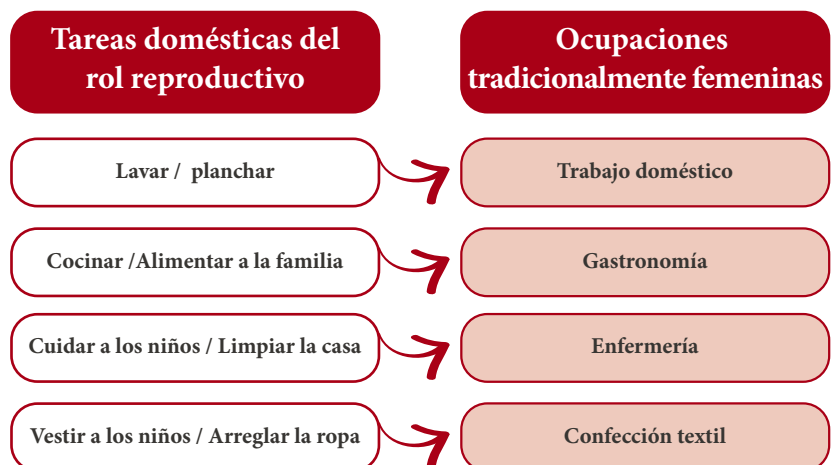 Tareas domésticas del
rol reproductivo
Ocupaciones
tradicionalmente femeninas
Lavar / planchar
Trabajo doméstico
Cocinar /Alimentar a la familia
Gastronomía
Cuidar a los niños / Limpiar la casa
Enfermería
Vestir a los niños / Arreglar la ropa
Confección textil